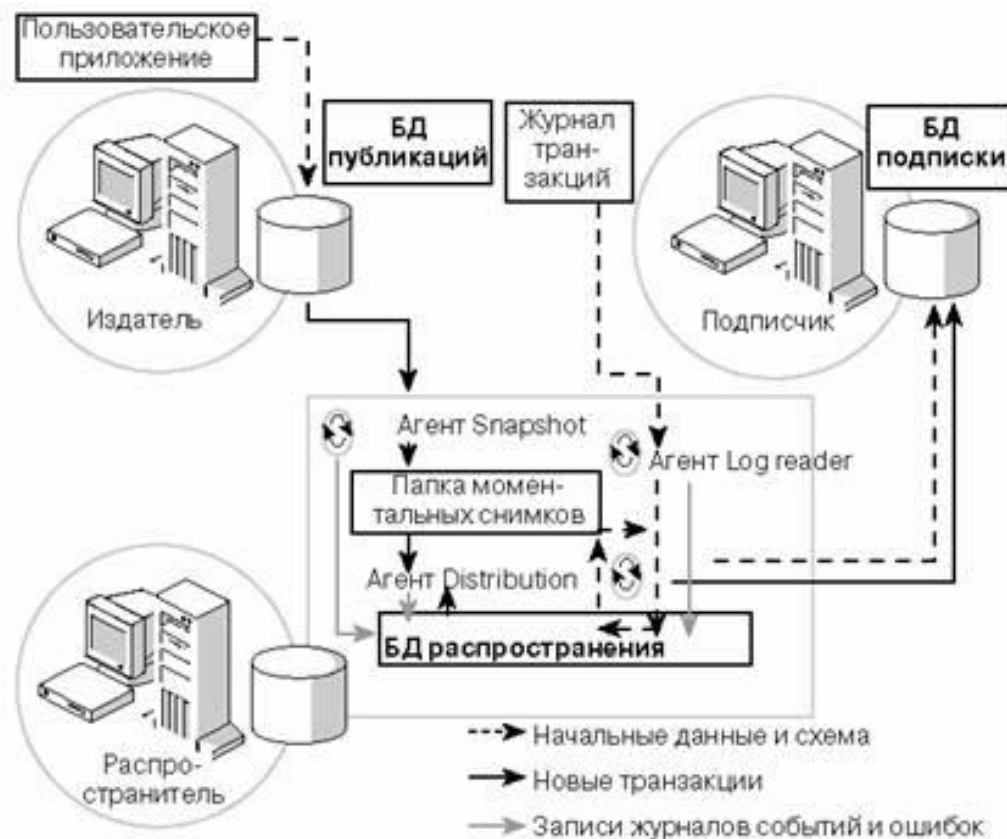 Пользовательское
приложение
БД
публикаций
Журнал
тран-
закций
БД
подписки
Издатель
Подписчик
Агент Snapshot
Агент Log reader
Папка момен-
тальных снимков
Агент Distribution
БД распространения
Распро-
странитель
Начальные данные и схема
Новые транзакции
Записи журналов событий и ошибок